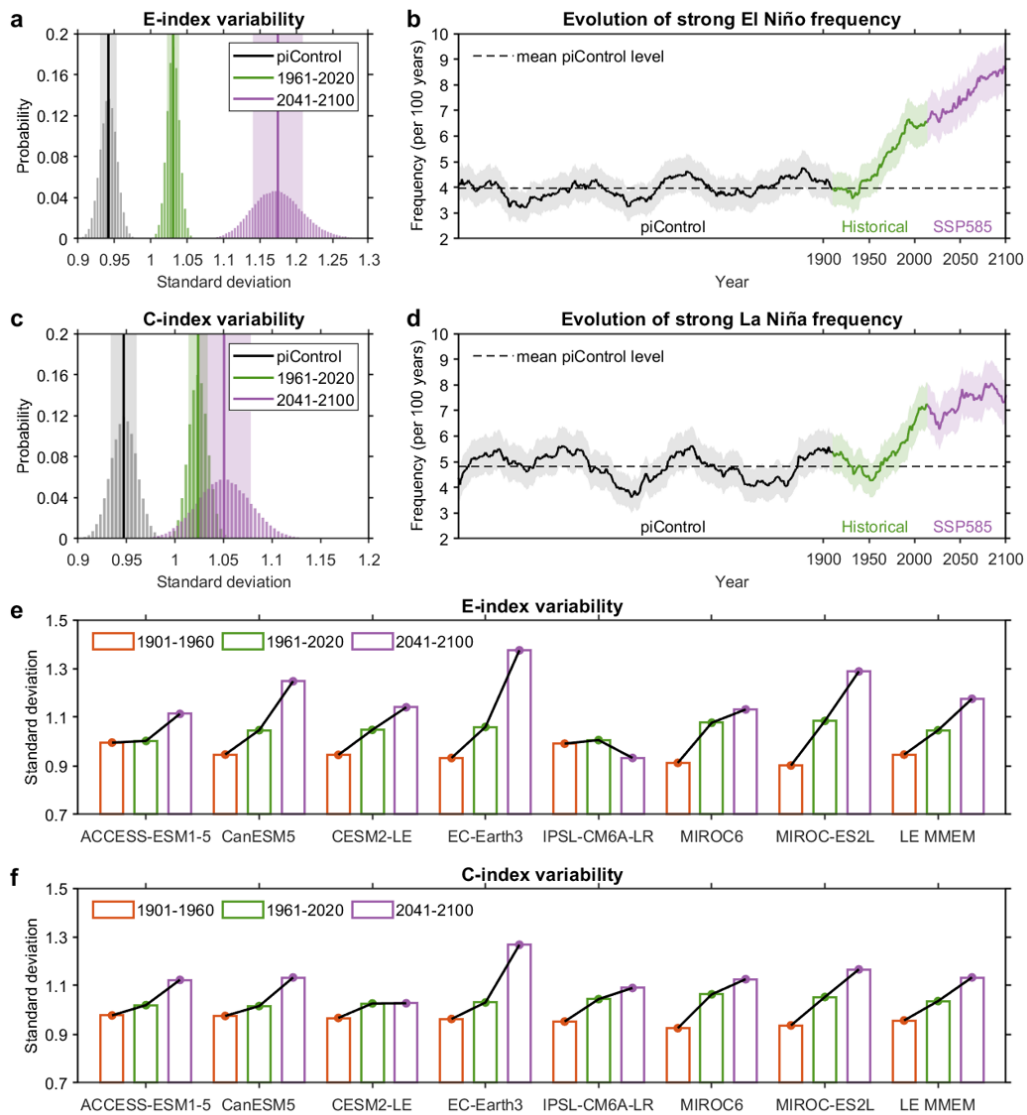 a
E-index variability
0.2
0.16
0.12
0.08
0.04
0
Probability
piControl
1961-2020
2041-2100
0.9 0.95 1 1.05 1.1 1.15 1.2 1.25 1.3
Standard deviation
b
Evolution of strong El Niño frequency
10
9
8
7
6
5
4
3
2
Frequency (per 100 years)
mean piControl level
piControl Historical SSP585
1900 1950 2000 2050 2100
Year
c
C-index variability
0.2
0.16
0.12
0.08
0.04
0
Probability
piControl
1961-2020
2041-2100
0.9 0.95 1 1.05 1.1 1.15 1.2
Standard deviation
d
Evolution of strong La Niña frequency
10
9
8
7
6
5
4
3
2
Frequency (per 100 years)
mean piControl level
piControl Historical SSP585
1900 1950 2000 2050 2100
Year
e
E-index variability
1.5
1.3
1.1
0.9
0.7
Standard deviation
1901-1960 1961-2020 2041-2100
ACCESS-ESM1-5 CanESM5 CESM2-LE EC-Earth3 IPSL-CM6A-LR MIROC6 MIROC-ES2L LE MMEM
f
C-index variability
1.5
1.3
1.1
0.9
0.7
Standard deviation
1901-1960 1961-2020 2041-2100
ACCESS-ESM1-5 CanESM5 CESM2-LE EC-Earth3 IPSL-CM6A-LR MIROC6 MIROC-ES2L LE MMEM